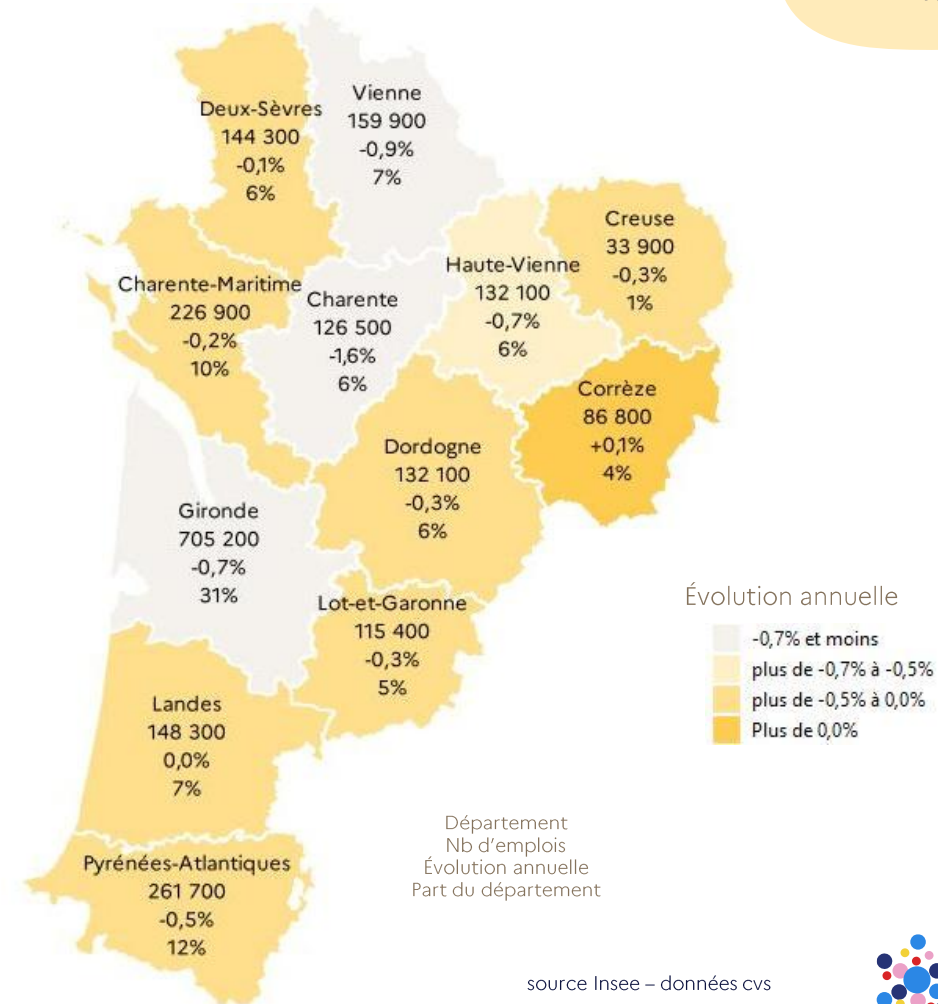 Deux-Sèvres
144 300
-0,1%
6%
Vienne
159 900
-0,9%
7%
Creuse
33 900
-0,3%
1%
Haute-Vienne
132 100
-0,7%
6%
Charente-Maritime
226 900
-0,2%
10%
Charente
126 500
-1,6%
6%
Corrèze
86 800
+0,1%
4%
Dordogne
132 100
-0,3%
6%
Gironde
705 200
-0,7%
31%
Lot-et-Garonne
115 400
-0,3%
5%
Landes
148 300
0,0%
7%
Pyrénées-Atlantiques
261 700
-0,5%
12%
Évolution annuelle
-0,7% et moins
plus de -0,7% à -0,5%
plus de -0,5% à 0,0%
Plus de 0,0%
Département
Nb d'emplois
Évolution annuelle
Part du département
source Insee – données cvs